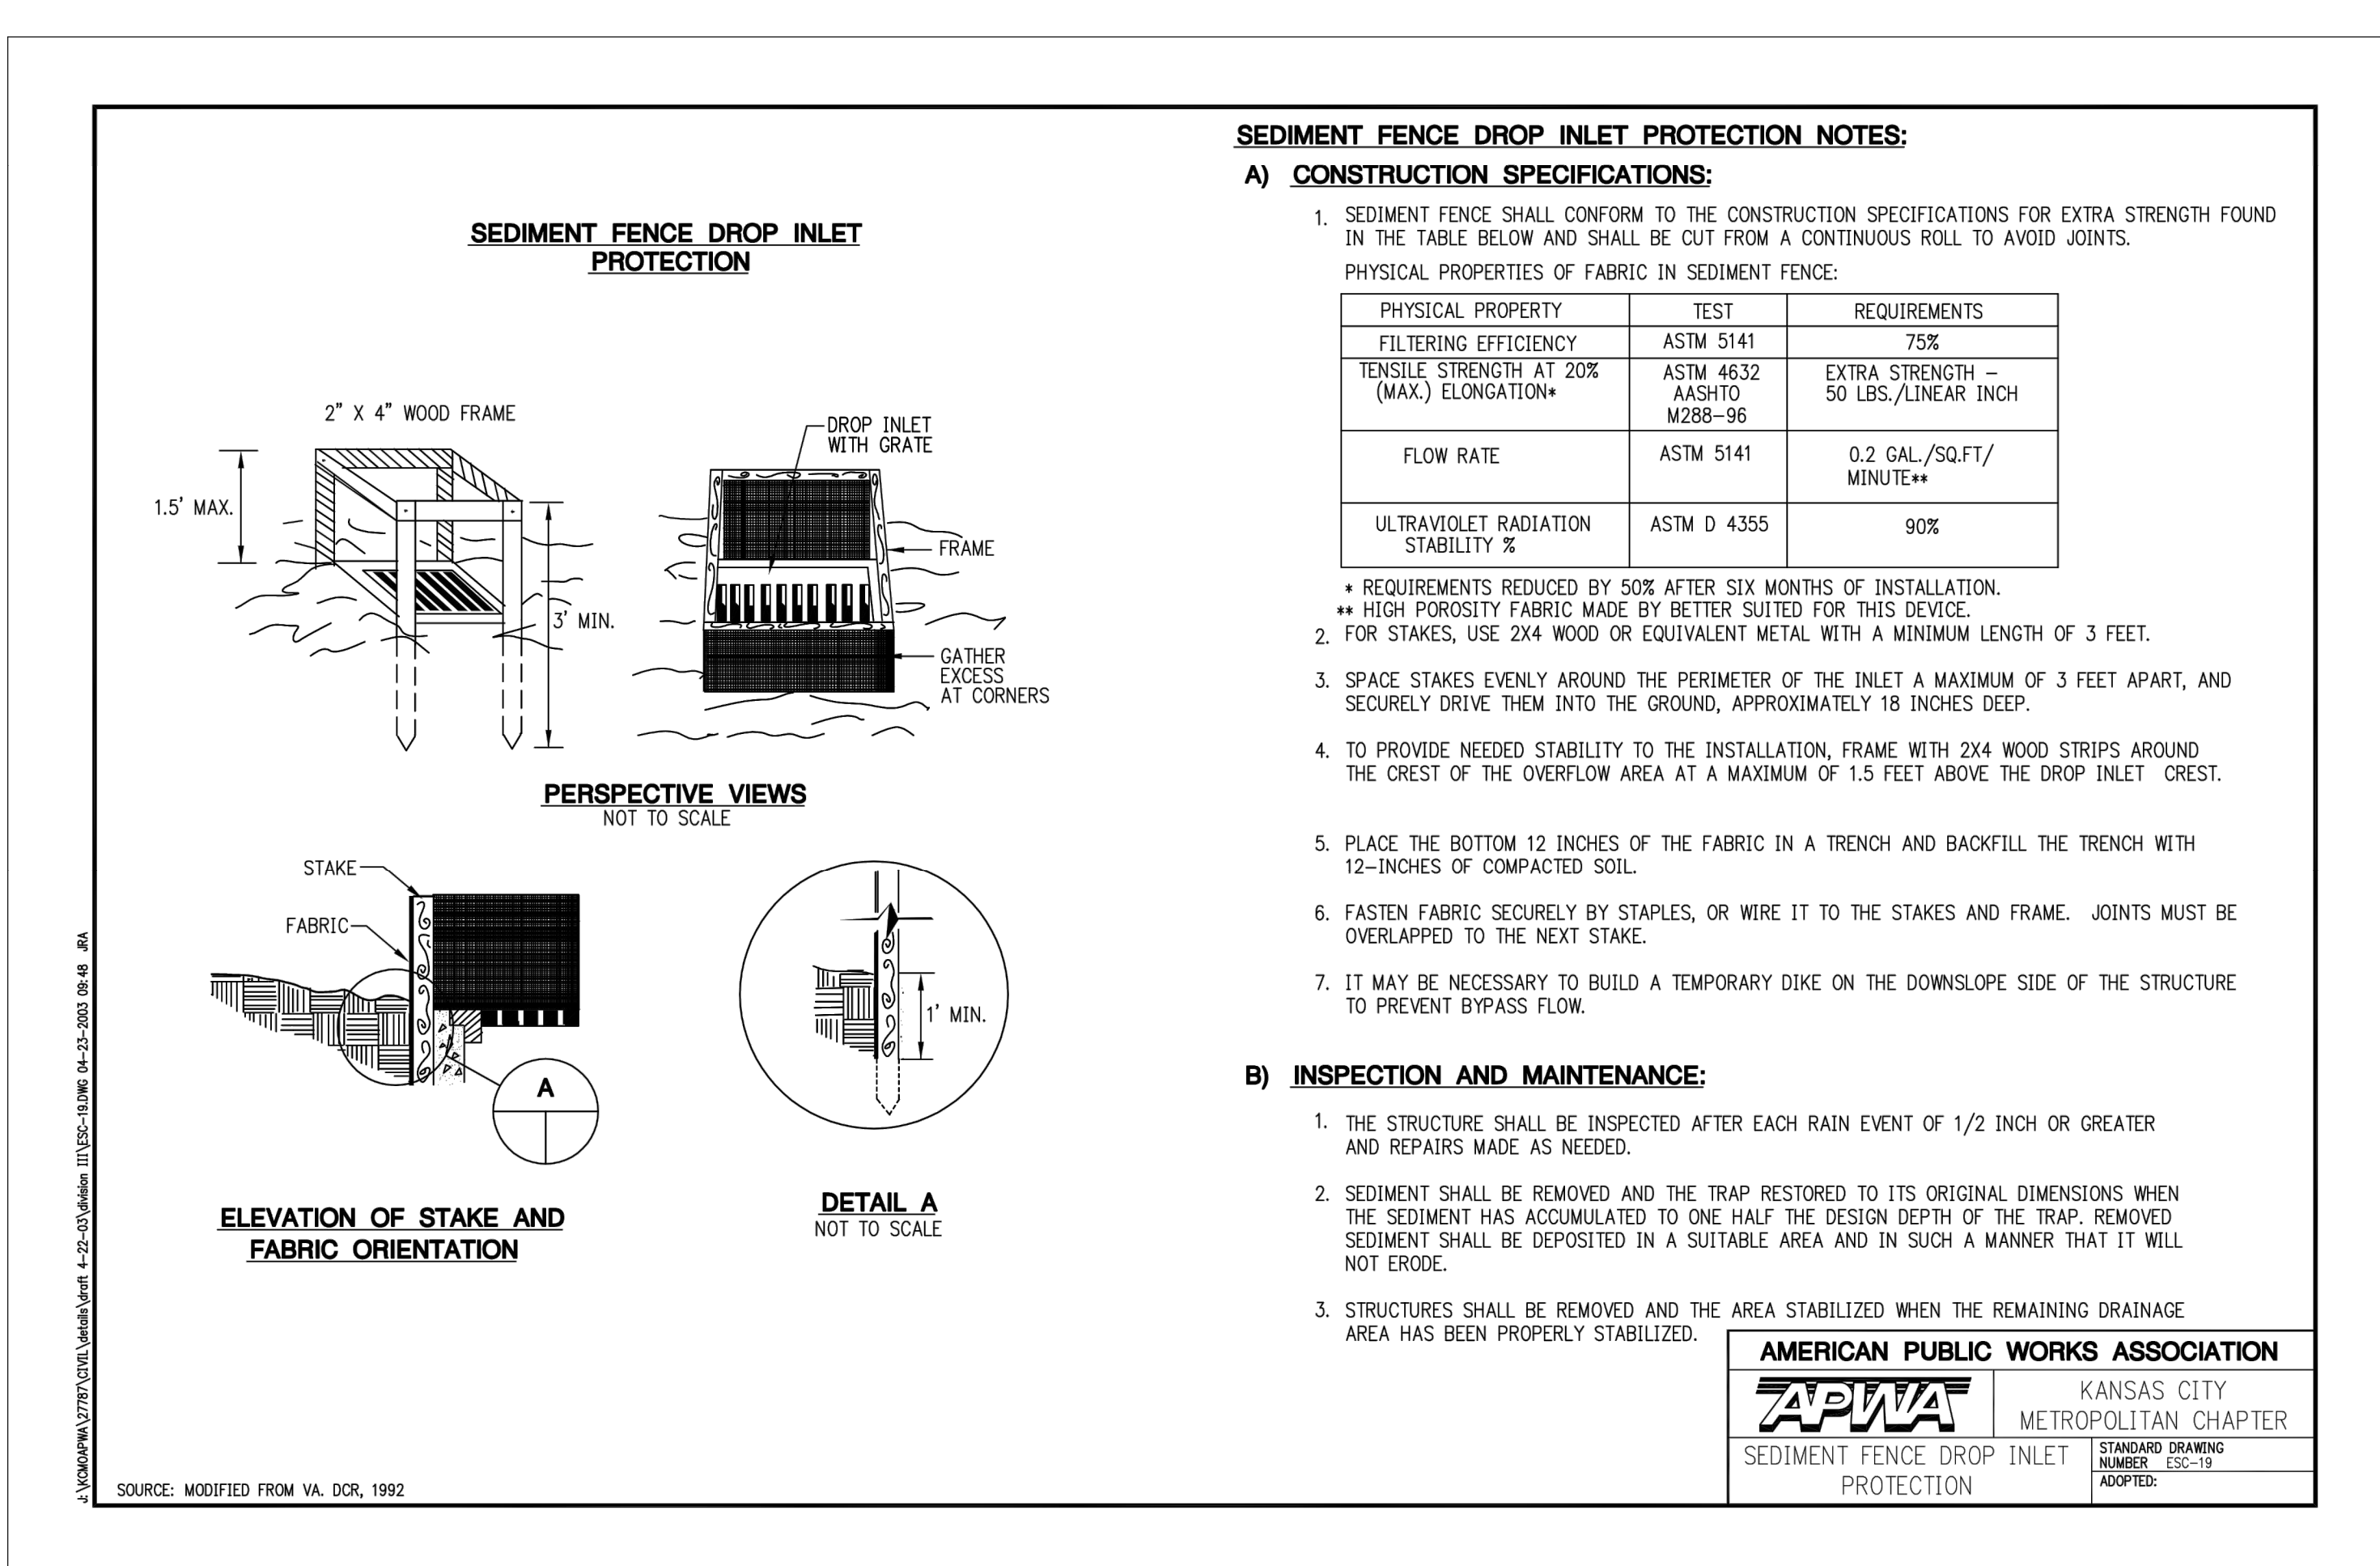 SEDIMENT FENCE DROP INLET
PROTECTION
2" X 4" WOOD FRAME
1.5' MAX.
3' MIN.
DROP INLET
WITH GRATE
FRAME
GATHER
EXCESS
AT CORNERS
PERSPECTIVE VIEWS
NOT TO SCALE
STAKE
FABRIC
A
1' MIN.
ELEVATION OF STAKE AND
FABRIC ORIENTATION
DETAIL A
NOT TO SCALE
SOURCE: MODIFIED FROM VA. DCR, 1992
J:\KCMOAPWA\27787\CIVIL\details\draft 4-22-03\division III\ESC-19.DWG 04-23-2003 09:48 JRA
SEDIMENT FENCE DROP INLET PROTECTION NOTES:
A) CONSTRUCTION SPECIFICATIONS:
1. SEDIMENT FENCE SHALL CONFORM TO THE CONSTRUCTION SPECIFICATIONS FOR EXTRA STRENGTH FOUND
IN THE TABLE BELOW AND SHALL BE CUT FROM A CONTINUOUS ROLL TO AVOID JOINTS.
PHYSICAL PROPERTIES OF FABRIC IN SEDIMENT FENCE:
PHYSICAL PROPERTY TEST REQUIREMENTS
FILTERING EFFICIENCY ASTM 5141 75%
TENSILE STRENGTH AT 20% ASTM 4632 EXTRA STRENGTH –
(MAX.) ELONGATION* AASHTO 50 LBS./LINEAR INCH
M288–96
FLOW RATE ASTM 5141 0.2 GAL./SQ.FT/
MINUTE**
ULTRAVIOLET RADIATION ASTM D 4355 90%
STABILITY %
* REQUIREMENTS REDUCED BY 50% AFTER SIX MONTHS OF INSTALLATION.
** HIGH POROSITY FABRIC MADE BY BETTER SUITED FOR THIS DEVICE.
2. FOR STAKES, USE 2X4 WOOD OR EQUIVALENT METAL WITH A MINIMUM LENGTH OF 3 FEET.
3. SPACE STAKES EVENLY AROUND THE PERIMETER OF THE INLET A MAXIMUM OF 3 FEET APART, AND
SECURELY DRIVE THEM INTO THE GROUND, APPROXIMATELY 18 INCHES DEEP.
4. TO PROVIDE NEEDED STABILITY TO THE INSTALLATION, FRAME WITH 2X4 WOOD STRIPS AROUND
THE CREST OF THE OVERFLOW AREA AT A MAXIMUM OF 1.5 FEET ABOVE THE DROP INLET CREST.
5. PLACE THE BOTTOM 12 INCHES OF THE FABRIC IN A TRENCH AND BACKFILL THE TRENCH WITH
12–INCHES OF COMPACTED SOIL.
6. FASTEN FABRIC SECURELY BY STAPLES, OR WIRE IT TO THE STAKES AND FRAME. JOINTS MUST BE
OVERLAPPED TO THE NEXT STAKE.
7. IT MAY BE NECESSARY TO BUILD A TEMPORARY DIKE ON THE DOWNSLOPE SIDE OF THE STRUCTURE
TO PREVENT BYPASS FLOW.
B) INSPECTION AND MAINTENANCE:
1. THE STRUCTURE SHALL BE INSPECTED AFTER EACH RAIN EVENT OF 1/2 INCH OR GREATER
AND REPAIRS MADE AS NEEDED.
2. SEDIMENT SHALL BE REMOVED AND THE TRAP RESTORED TO ITS ORIGINAL DIMENSIONS WHEN
THE SEDIMENT HAS ACCUMULATED TO ONE HALF THE DESIGN DEPTH OF THE TRAP. REMOVED
SEDIMENT SHALL BE DEPOSITED IN A SUITABLE AREA AND IN SUCH A MANNER THAT IT WILL
NOT ERODE.
3. STRUCTURES SHALL BE REMOVED AND THE AREA STABILIZED WHEN THE REMAINING DRAINAGE
AREA HAS BEEN PROPERLY STABILIZED.
AMERICAN PUBLIC WORKS ASSOCIATION
APWA
KANSAS CITY
METROPOLITAN CHAPTER
SEDIMENT FENCE DROP INLET
PROTECTION
STANDARD DRAWING
NUMBER ESC–19
ADOPTED: